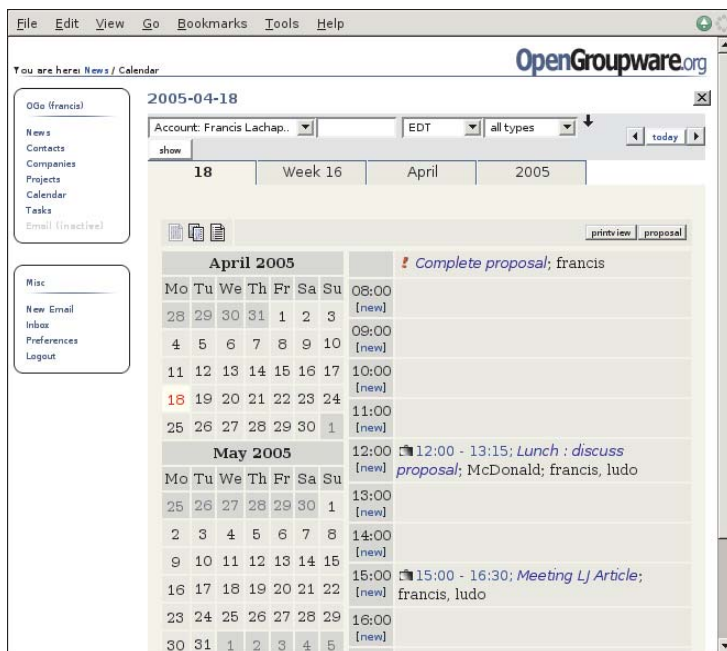 File Edit View Go Bookmarks Tools Help
OpenGroupware.org
You are here: News / Calendar
OGo (francis)
News
Contacts
Companies
Projects
Calendar
Tasks
Email (inactive)
Misc
New Email
Inbox
Preferences
Logout
2005-04-18
Account: Francis Lachap.. EDT all types
today
show
18 Week 16 April 2005
printview proposal
April 2005
Mo Tu We Th Fr Sa Su
28 29 30 31 1 2 3
4 5 6 7 8 9 10
11 12 13 14 15 16 17
18 19 20 21 22 23 24
25 26 27 28 29 30 1
May 2005
Mo Tu We Th Fr Sa Su
25 26 27 28 29 30 1
2 3 4 5 6 7 8
9 10 11 12 13 14 15
16 17 18 19 20 21 22
23 24 25 26 27 28 29
30 31 1 2 3 4 5
! Complete proposal; francis
08:00
[new]
09:00
[new]
10:00
[new]
11:00
[new]
12:00 12:00 - 13:15; Lunch : discuss
[new] proposal; McDonald; francis, ludo
13:00
[new]
14:00
[new]
15:00 15:00 - 16:30; Meeting LJ Article;
[new] francis, ludo
16:00
[new]